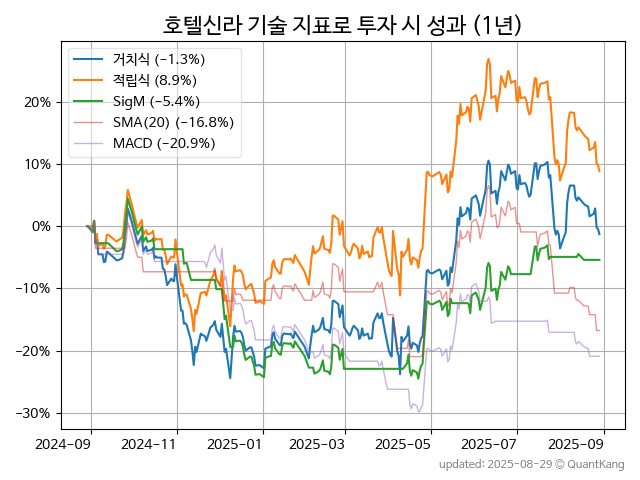 호텔신라 기술 지표로 투자 시 성과 (1년)
거치식 (−1.3%)
적립식 (8.9%)
SigM (−5.4%)
SMA(20) (−16.8%)
MACD (−20.9%)
20%
10%
0%
−10%
−20%
−30%
2024-09 2024-11 2025-01 2025-03 2025-05 2025-07 2025-09
updated: 2025-08-29 © QuantKang